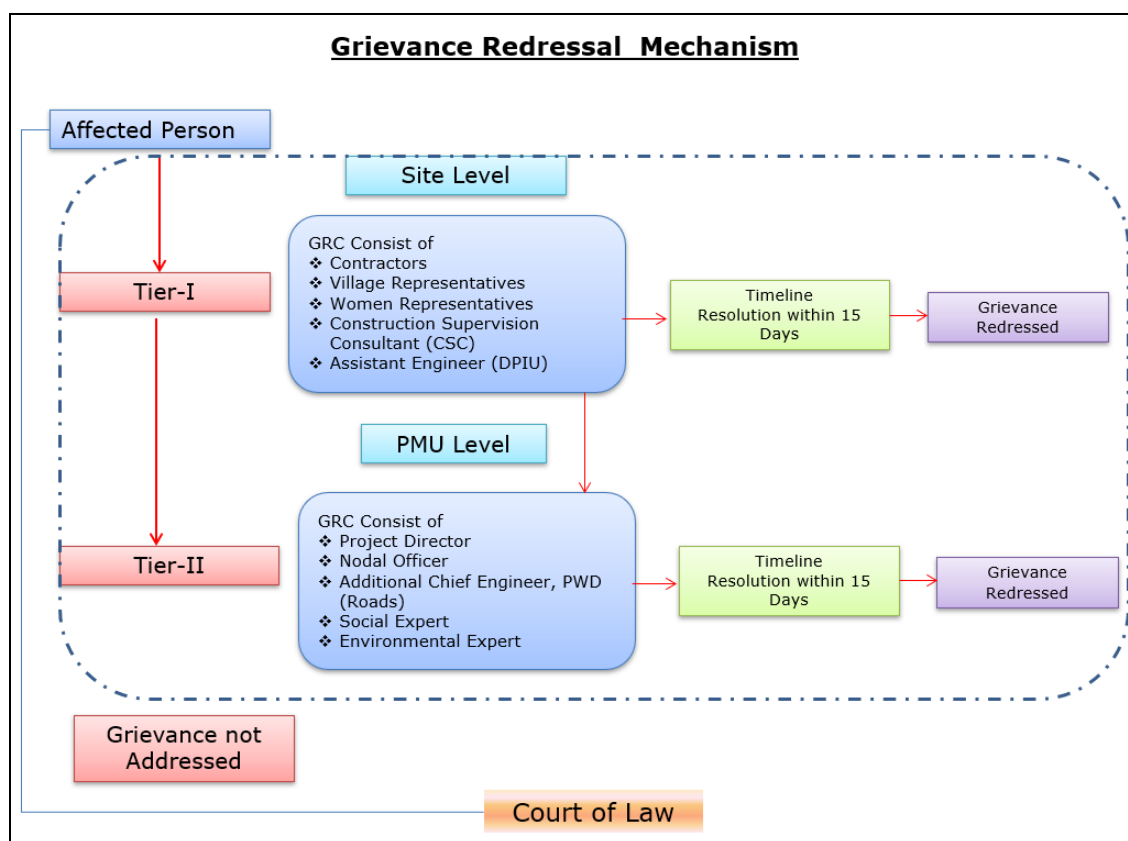 Grievance Redressal Mechanism
Affected Person
Site Level
Tier-I
GRC Consist of
❖ Contractors
❖ Village Representatives
❖ Women Representatives
❖ Construction Supervision
Consultant (CSC)
❖ Assistant Engineer (DPIU)
Timeline
Resolution within 15
Days
Grievance
Redressed
PMU Level
Tier-II
GRC Consist of
❖ Project Director
❖ Nodal Officer
❖ Additional Chief Engineer, PWD
(Roads)
❖ Social Expert
❖ Environmental Expert
Timeline
Resolution within 15
Days
Grievance
Redressed
Grievance not
Addressed
Court of Law